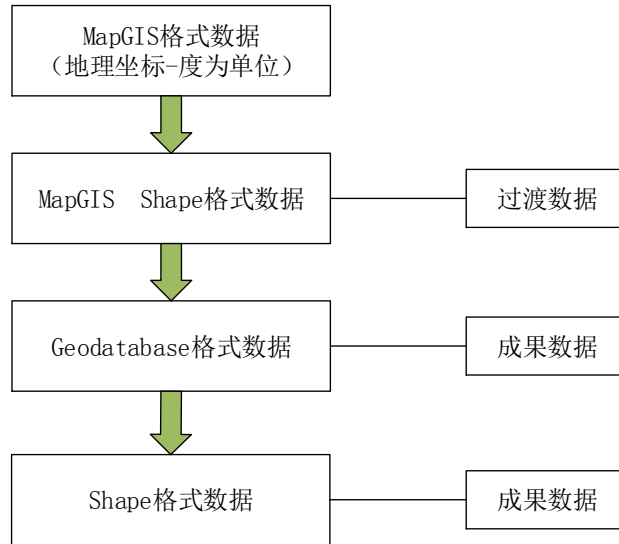 MapGIS格式数据
（地理坐标-度为单位）
MapGIS Shape格式数据
过渡数据
Geodatabase格式数据
成果数据
Shape格式数据
成果数据